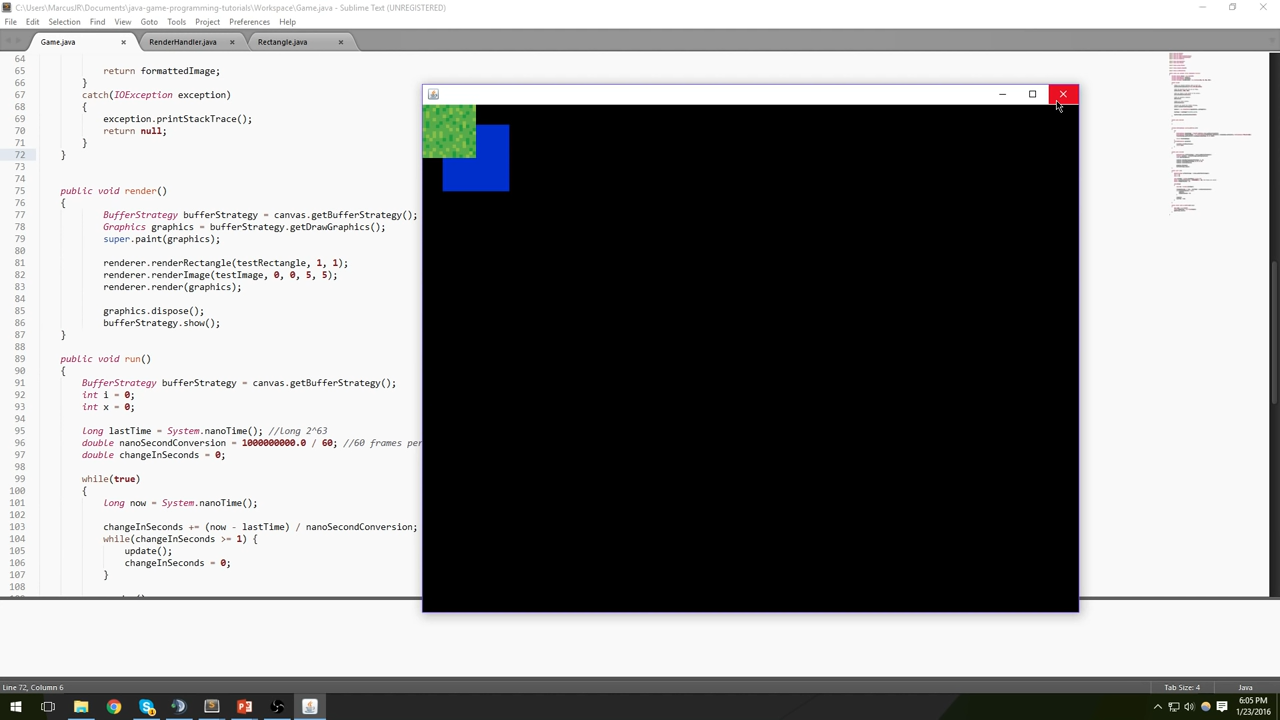 C:\Users\MarcusJR\Documents\java-game-programming-tutorials\Workspace\Game.java - Sublime Text (UNREGISTERED)
File Edit Selection Find View Goto Tools Project Preferences Help
Game.java RenderHandler.java Rectangle.java
64
65 return formattedImage;
66 }
67 catch(IOException exception)
68 {
69 exception.printStackTrace();
70 return null;
71 }
72 }
73
74
75 public void render()
76 {
77 BufferStrategy bufferStrategy = canvas.getBufferStrategy();
78 Graphics graphics = bufferStrategy.getDrawGraphics();
79 super.paint(graphics);
80
81 renderer.renderRectangle(testRectangle, 1, 1);
82 renderer.renderImage(testImage, 0, 0, 5, 5);
83 renderer.render(graphics);
84
85 graphics.dispose();
86 bufferStrategy.show();
87 }
88
89 public void run()
90 {
91 BufferStrategy bufferStrategy = canvas.getBufferStrategy();
92 int i = 0;
93 int x = 0;
94
95 long lastTime = System.nanoTime(); //long 2^63
96 double nanoSecondConversion = 1000000000.0 / 60; //60 frames per
97 double changeInSeconds = 0;
98
99 while(true)
100 {
101 long now = System.nanoTime();
102
103 changeInSeconds += (now - lastTime) / nanoSecondConversion;
104 while(changeInSeconds >= 1) {
105 update();
106 changeInSeconds = 0;
107 }
108
Line 72, Column 6 Tab Size: 4 Java
6:05 PM
1/23/2016